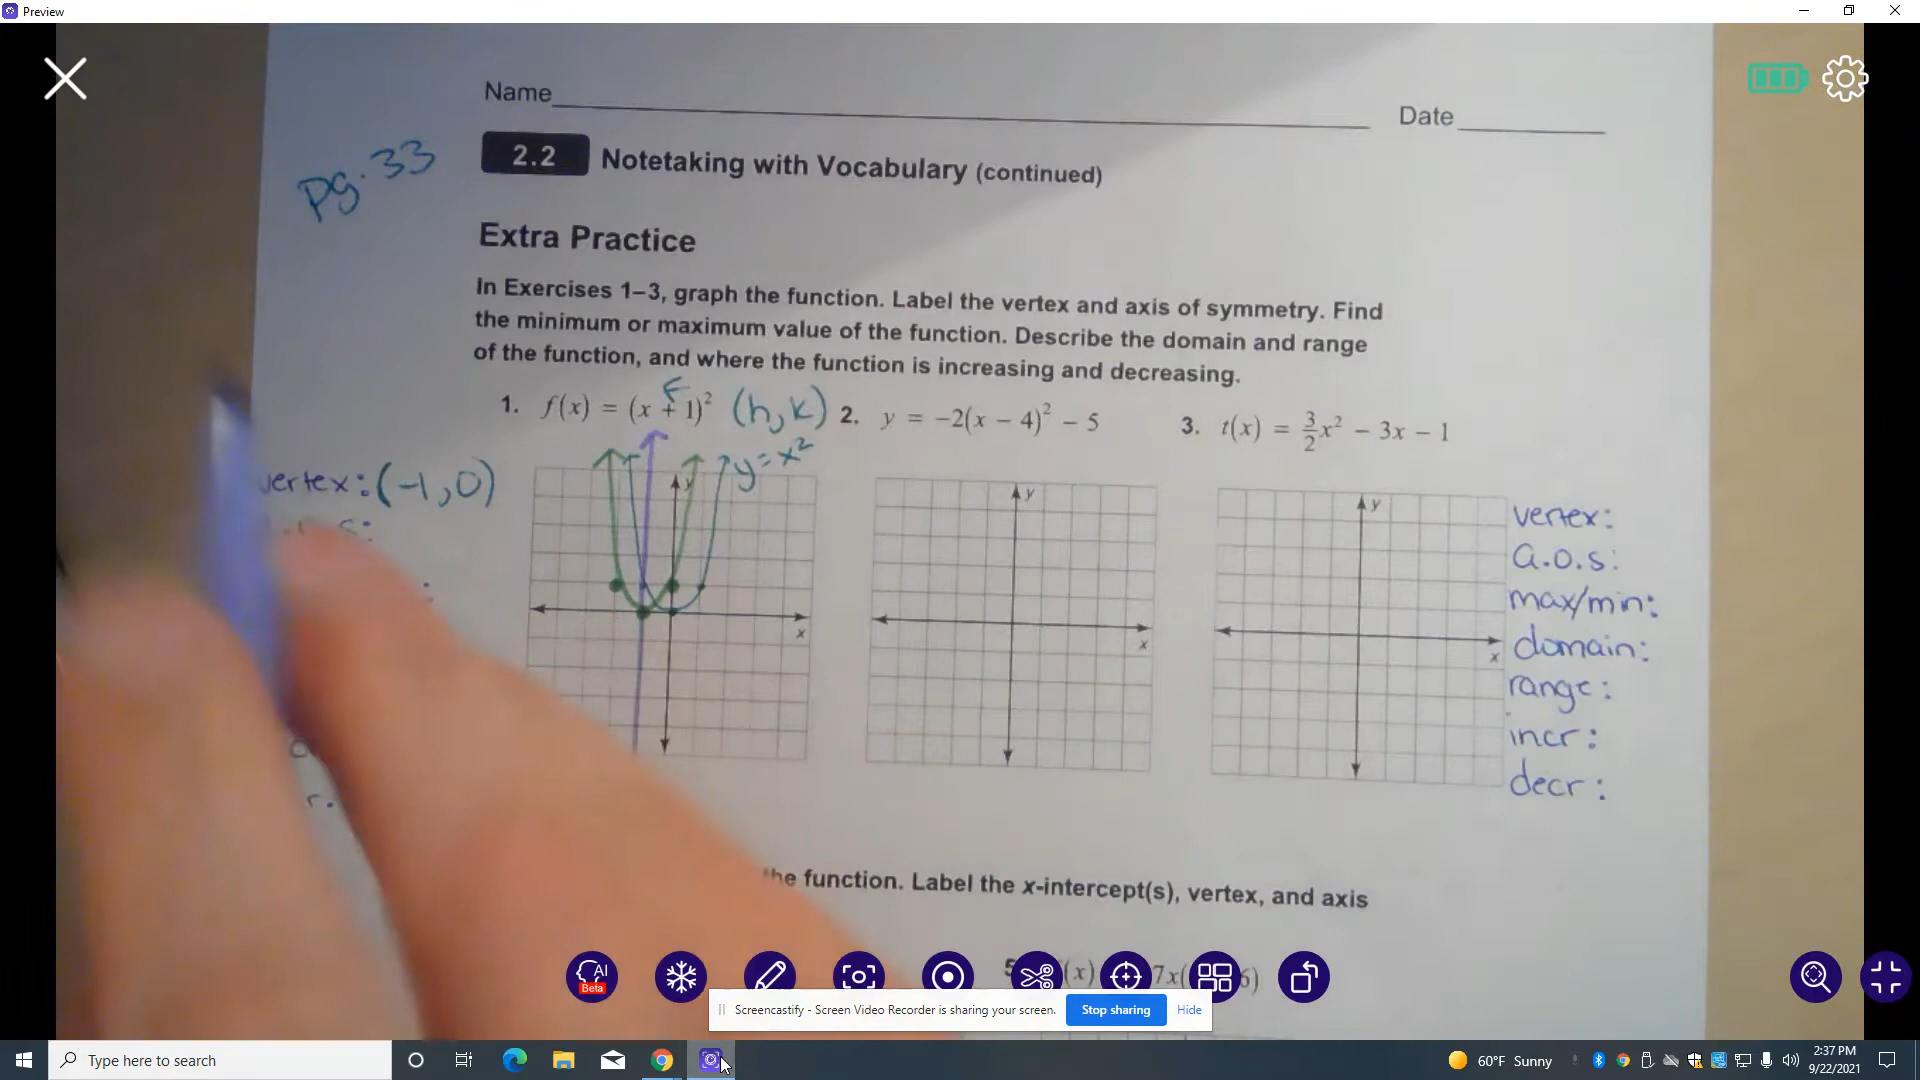 Preview
Name
Date
pg. 33
2.2 Notetaking with Vocabulary (continued)
Extra Practice
In Exercises 1–3, graph the function. Label the vertex and axis of symmetry. Find
the minimum or maximum value of the function. Describe the domain and range
of the function, and where the function is increasing and decreasing.
1. f(x) = (x + 1)² (h, k)
2. y = −2(x − 4)² − 5
3. t(x) = 3/2x² − 3x − 1
y = x²
vertex: (-1, 0)
y
x
y
x
y
x
vertex:
a.o.s:
max/min:
domain:
range:
incr:
decr:
the function. Label the x-intercept(s), vertex, and axis
AI
Beta
Screencastify - Screen Video Recorder is sharing your screen.
Stop sharing
Hide
Type here to search
60°F Sunny
2:37 PM
9/22/2021